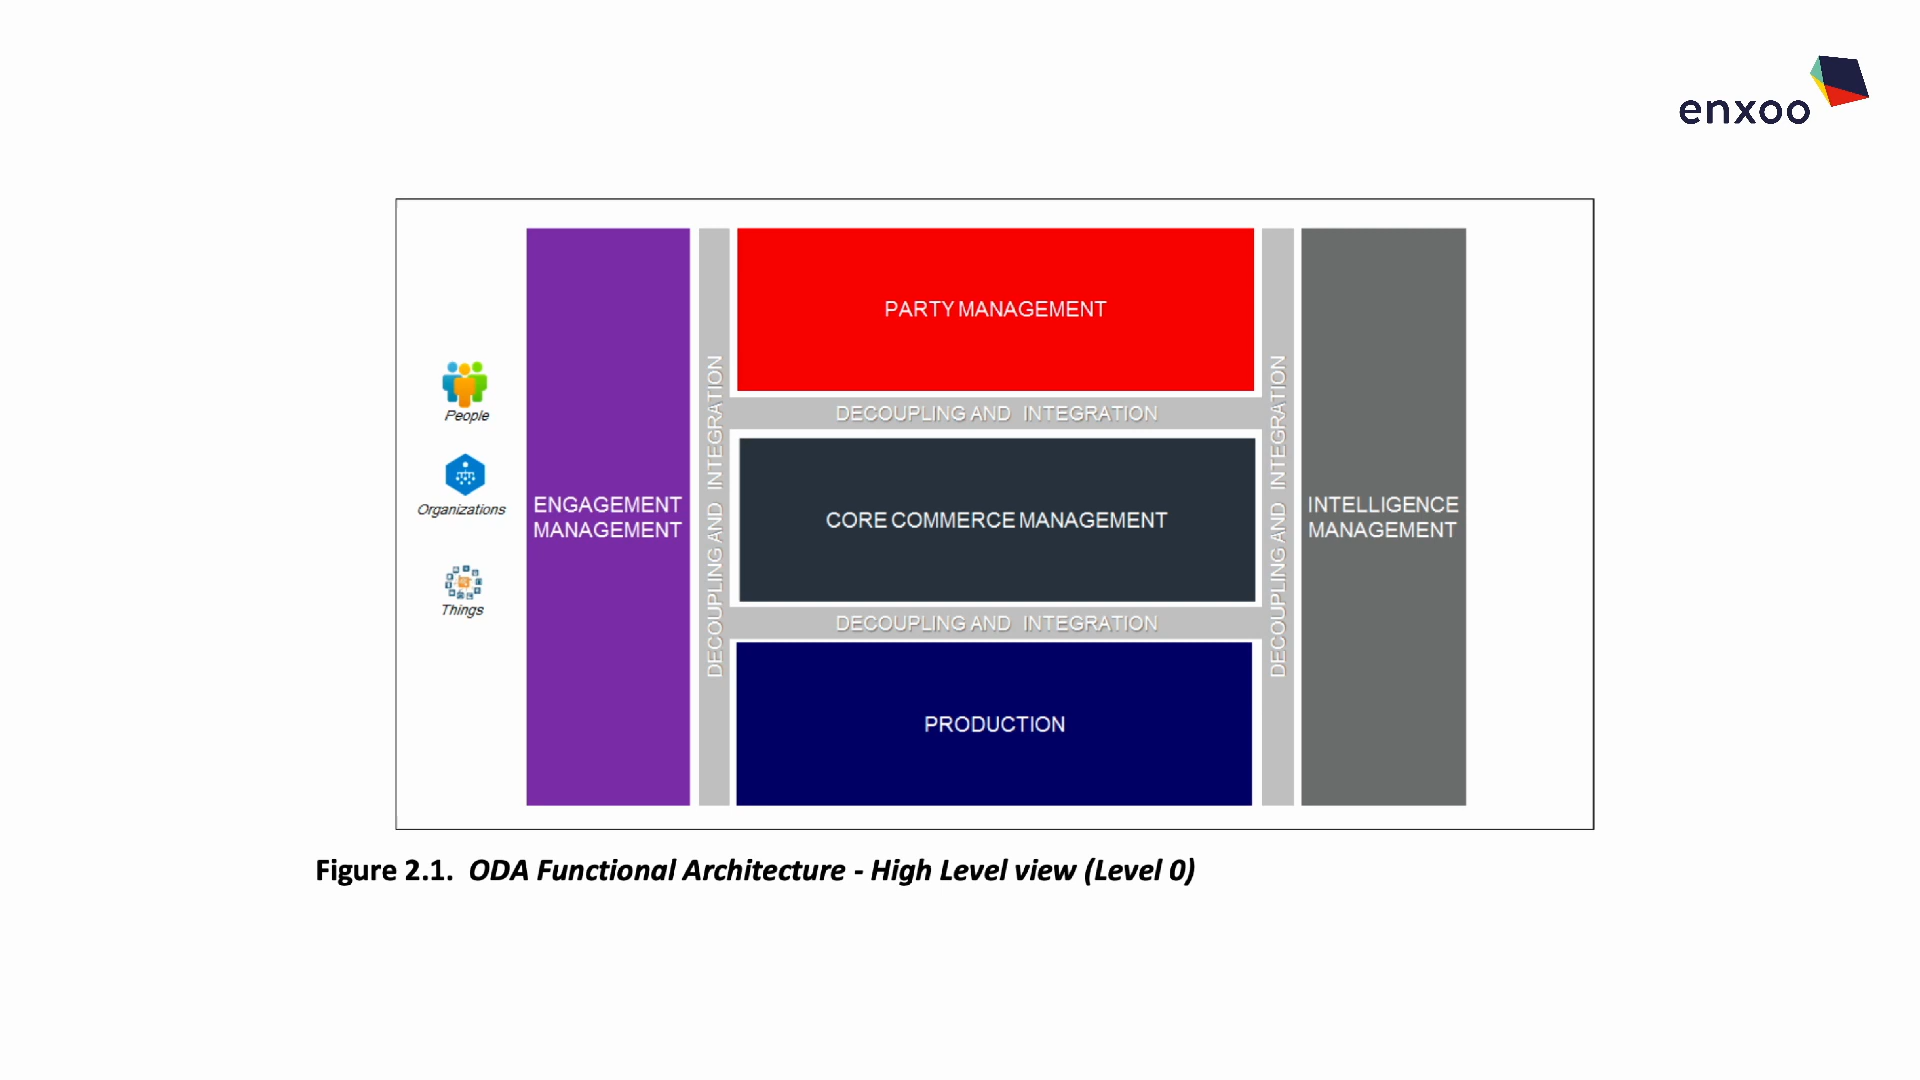 enxoo
People
Organizations
Things
ENGAGEMENT
MANAGEMENT
DECOUPLING AND INTEGRATION
PARTY MANAGEMENT
DECOUPLING AND INTEGRATION
CORE COMMERCE MANAGEMENT
DECOUPLING AND INTEGRATION
PRODUCTION
DECOUPLING AND INTEGRATION
INTELLIGENCE
MANAGEMENT
Figure 2.1. ODA Functional Architecture - High Level view (Level 0)